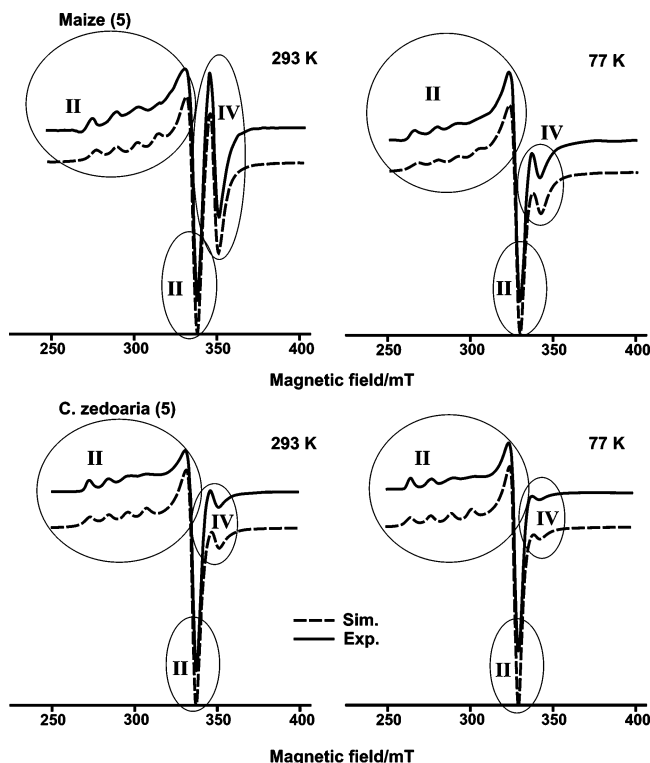 Maize (5)
293 K
77 K
II
IV
II
IV
II
II
250 300 350 400
250 300 350 400
Magnetic field/mT
C. zedoaria (5)
293 K
77 K
II
IV
II
IV
Sim.
Exp.
II
II
250 300 350 400
250 300 350 400
Magnetic field/mT